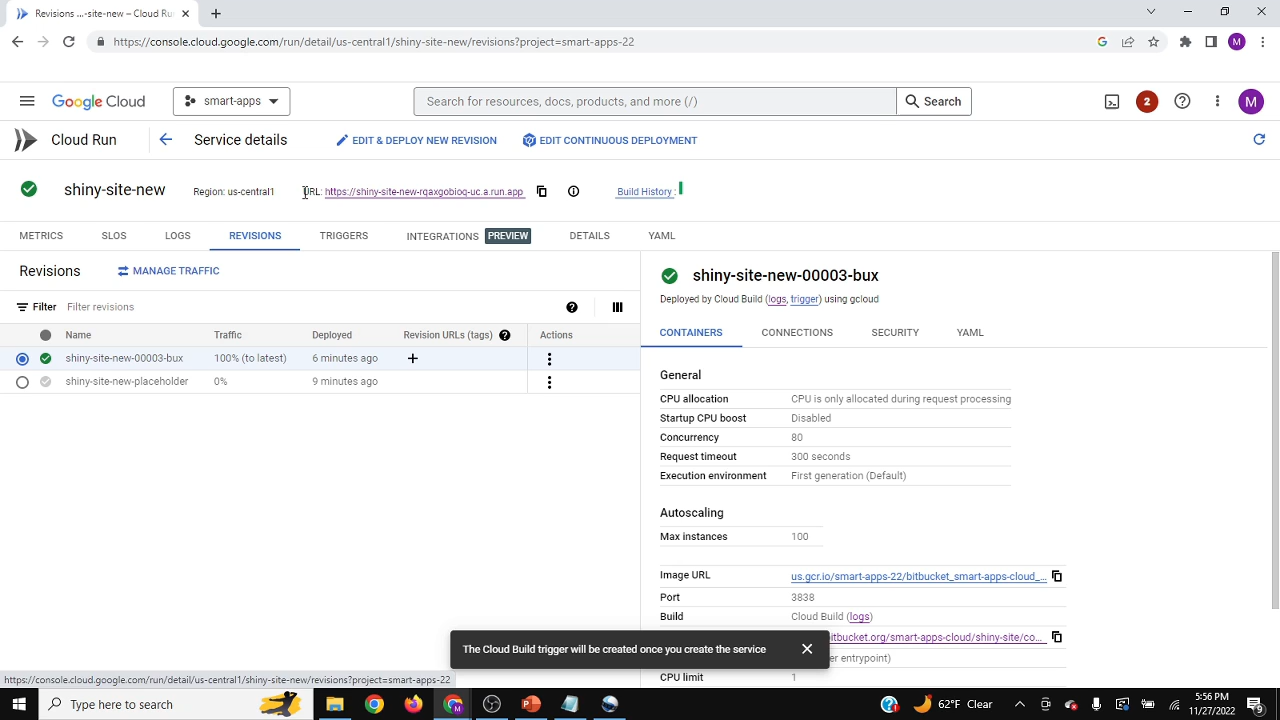 Revisions ...-site-new – Cloud Ru
https://console.cloud.google.com/run/detail/us-central1/shiny-site-new/revisions?project=smart-apps-22
M
Google Cloud
smart-apps
Search for resources, docs, products, and more (/)
Search
2
M
Cloud Run
Service details
EDIT & DEPLOY NEW REVISION
EDIT CONTINUOUS DEPLOYMENT
shiny-site-new
Region: us-central1
URL: https://shiny-site-new-rqaxgobioq-uc.a.run.app
Build History:
METRICS
SLOS
LOGS
REVISIONS
TRIGGERS
INTEGRATIONS PREVIEW
DETAILS
YAML
Revisions
MANAGE TRAFFIC
Filter Filter revisions
Name Traffic Deployed Revision URLs (tags) Actions
shiny-site-new-00003-bux 100% (to latest) 6 minutes ago
shiny-site-new-placeholder 0% 9 minutes ago
shiny-site-new-00003-bux
Deployed by Cloud Build (logs, trigger) using gcloud
CONTAINERS
CONNECTIONS
SECURITY
YAML
General
CPU allocation CPU is only allocated during request processing
Startup CPU boost Disabled
Concurrency 80
Request timeout 300 seconds
Execution environment First generation (Default)
Autoscaling
Max instances 100
Image URL us.gcr.io/smart-apps-22/bitbucket_smart-apps-cloud_...
Port 3838
Build Cloud Build (logs)
bitbucket.org/smart-apps-cloud/shiny-site/co...
The Cloud Build trigger will be created once you create the service
er entrypoint)
CPU limit 1
https://console.cloud.google.com/run/detail/us-central1/shiny-site-new/revisions?project=smart-apps-22
Type here to search
62°F Clear
5:56 PM
11/27/2022